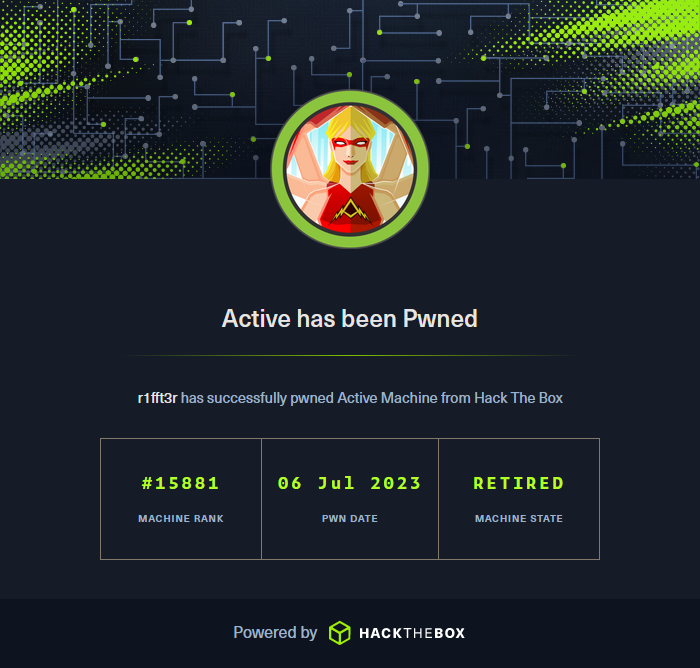 Active has been Pwned
r1fft3r has successfully pwned Active Machine from Hack The Box
#15881
MACHINE RANK
06 Jul 2023
PWN DATE
RETIRED
MACHINE STATE
Powered by HACKTHEBOX